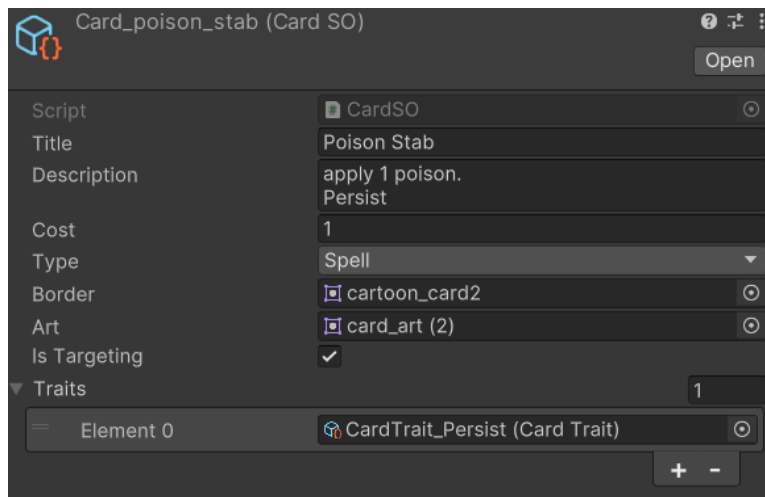 Card_poison_stab (Card SO)
Open
Script CardSO
Title Poison Stab
Description apply 1 poison.
Persist
Cost 1
Type Spell
Border cartoon_card2
Art card_art (2)
Is Targeting
Traits 1
Element 0 CardTrait_Persist (Card Trait)
+ -